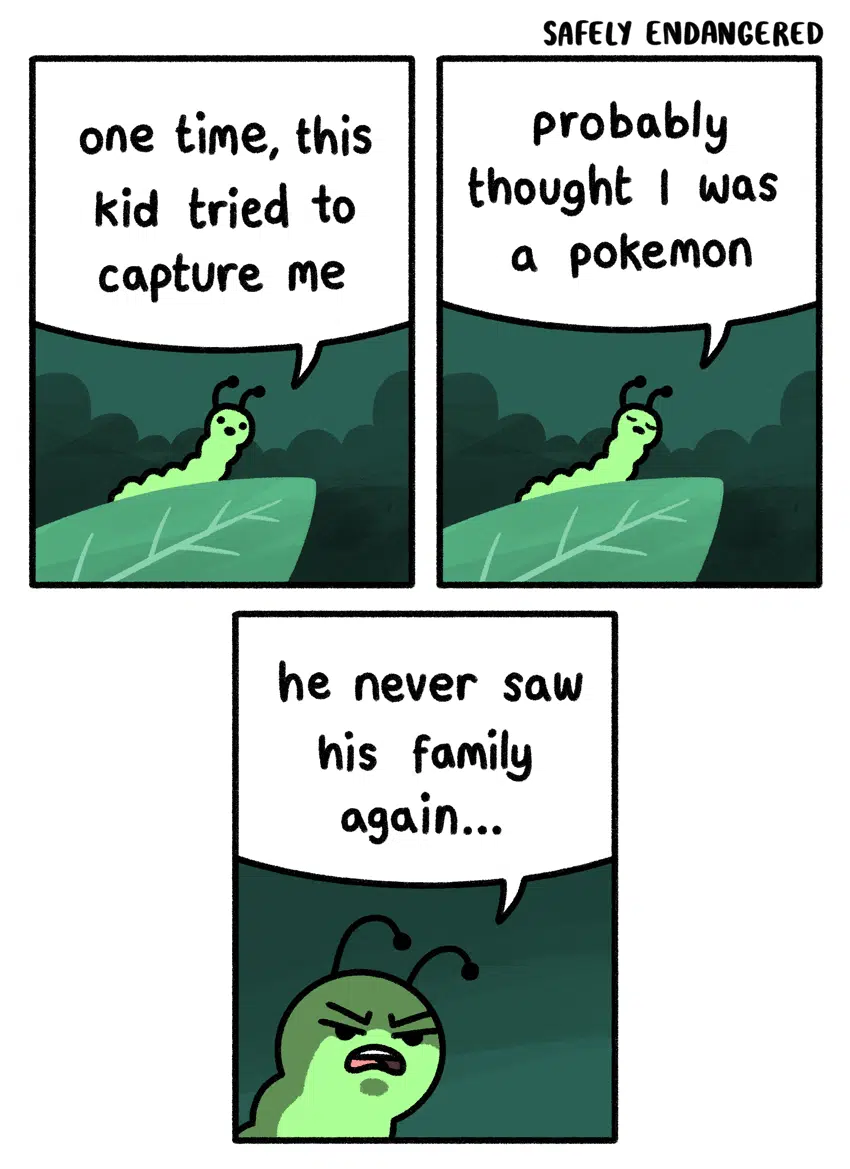 SAFELY ENDANGERED
one time, this
kid tried to
capture me
probably
thought I was
a pokemon
he never saw
his family
again...